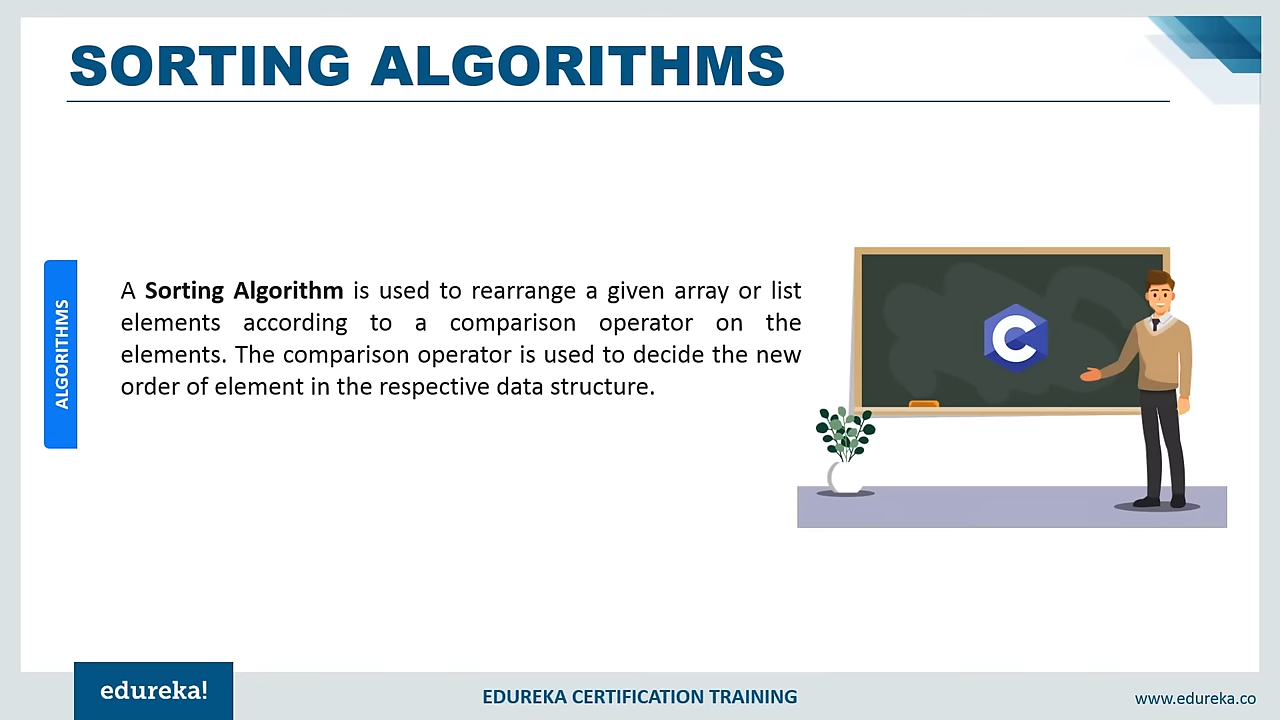 SORTING ALGORITHMS
ALGORITHMS
A Sorting Algorithm is used to rearrange a given array or list
elements according to a comparison operator on the
elements. The comparison operator is used to decide the new
order of element in the respective data structure.
C
edureka!
EDUREKA CERTIFICATION TRAINING
www.edureka.co